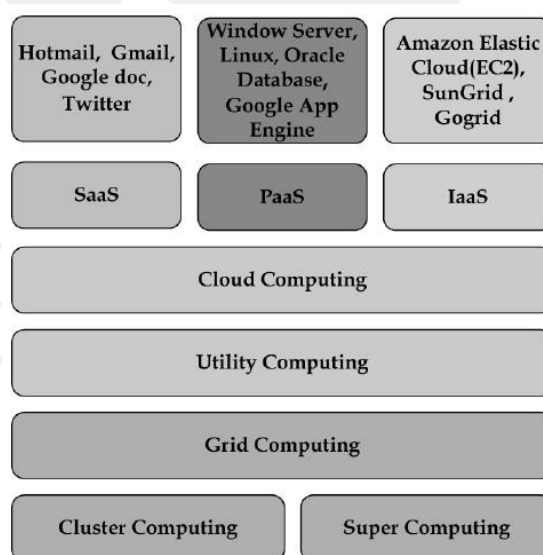 Hotmail, Gmail,
Google doc,
Twitter
Window Server,
Linux, Oracle
Database,
Google App
Engine
Amazon Elastic
Cloud(EC2),
SunGrid ,
Gogrid
SaaS
PaaS
IaaS
Cloud Computing
Utility Computing
Grid Computing
Cluster Computing
Super Computing